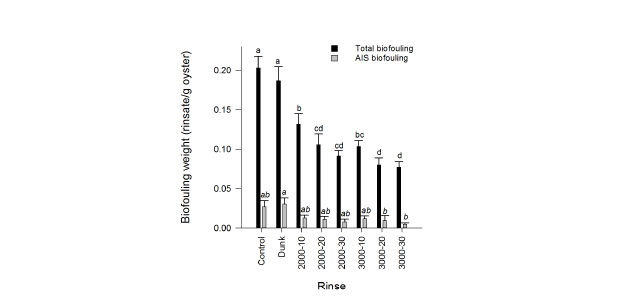 Total biofouling
AIS biofouling
Biofouling weight (rinsate/g oyster)
0.20
0.15
0.10
0.05
0.00
a
a
b
cd
cd
bc
d
d
ab
a
ab
ab
ab
ab
b
b
Control
Dunk
2000-10
2000-20
2000-30
3000-10
3000-20
3000-30
Rinse